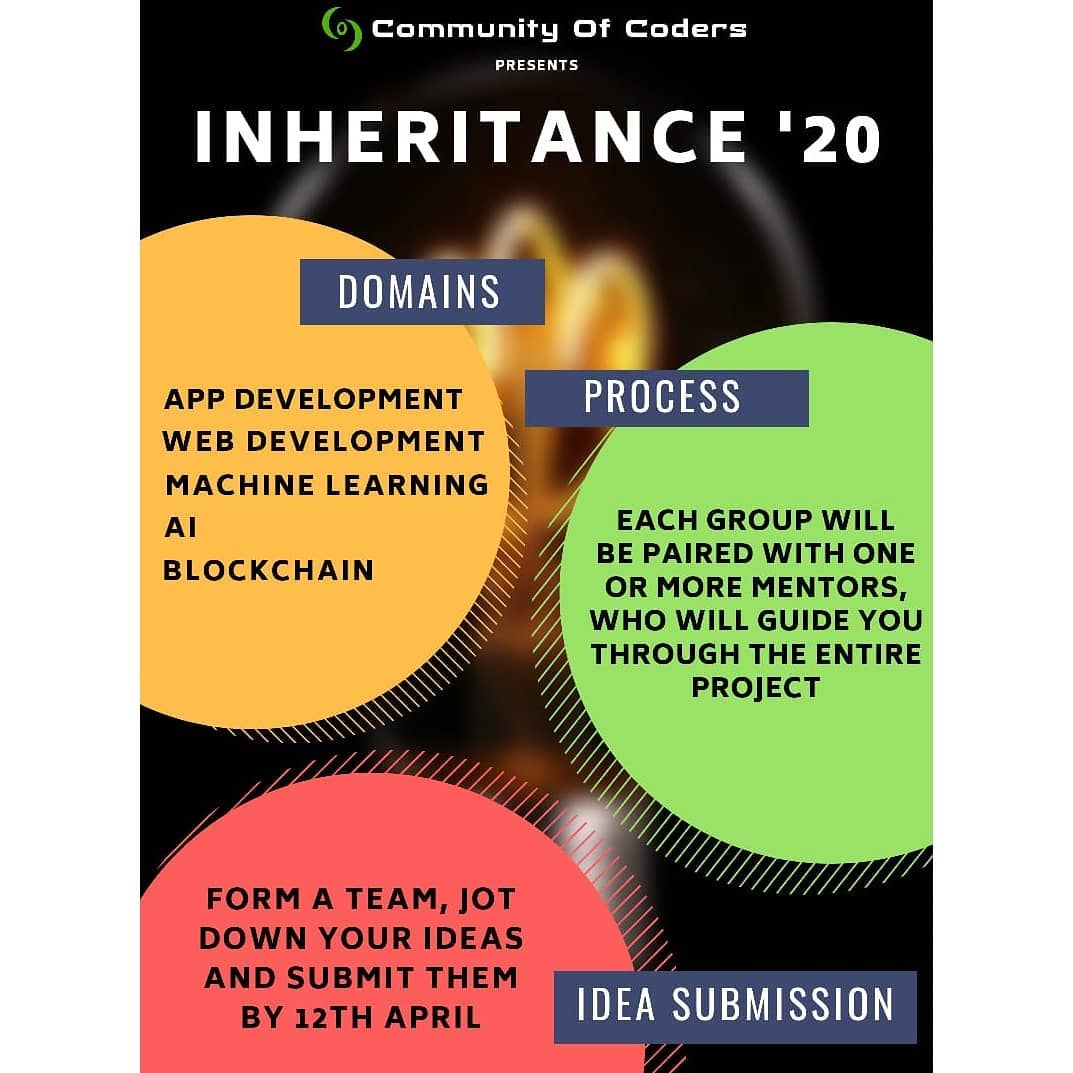 Community Of Coders
PRESENTS
INHERITANCE '20
DOMAINS
APP DEVELOPMENT
WEB DEVELOPMENT
MACHINE LEARNING
AI
BLOCKCHAIN
PROCESS
EACH GROUP WILL
BE PAIRED WITH ONE
OR MORE MENTORS,
WHO WILL GUIDE YOU
THROUGH THE ENTIRE
PROJECT
FORM A TEAM, JOT
DOWN YOUR IDEAS
AND SUBMIT THEM
BY 12TH APRIL
IDEA SUBMISSION